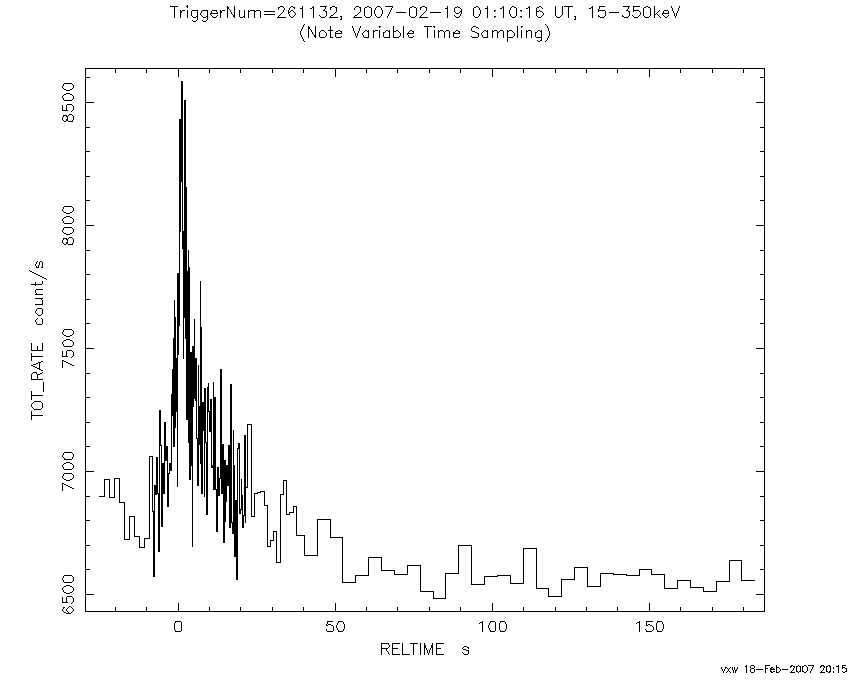 TriggerNum=261132, 2007-02-19 01:10:16 UT, 15-350keV
(Note Variable Time Sampling)
8500
8000
7500
7000
6500
TOT_RATE count/s
0 50 100 150
RELTIME s
vxw 18-Feb-2007 20:15